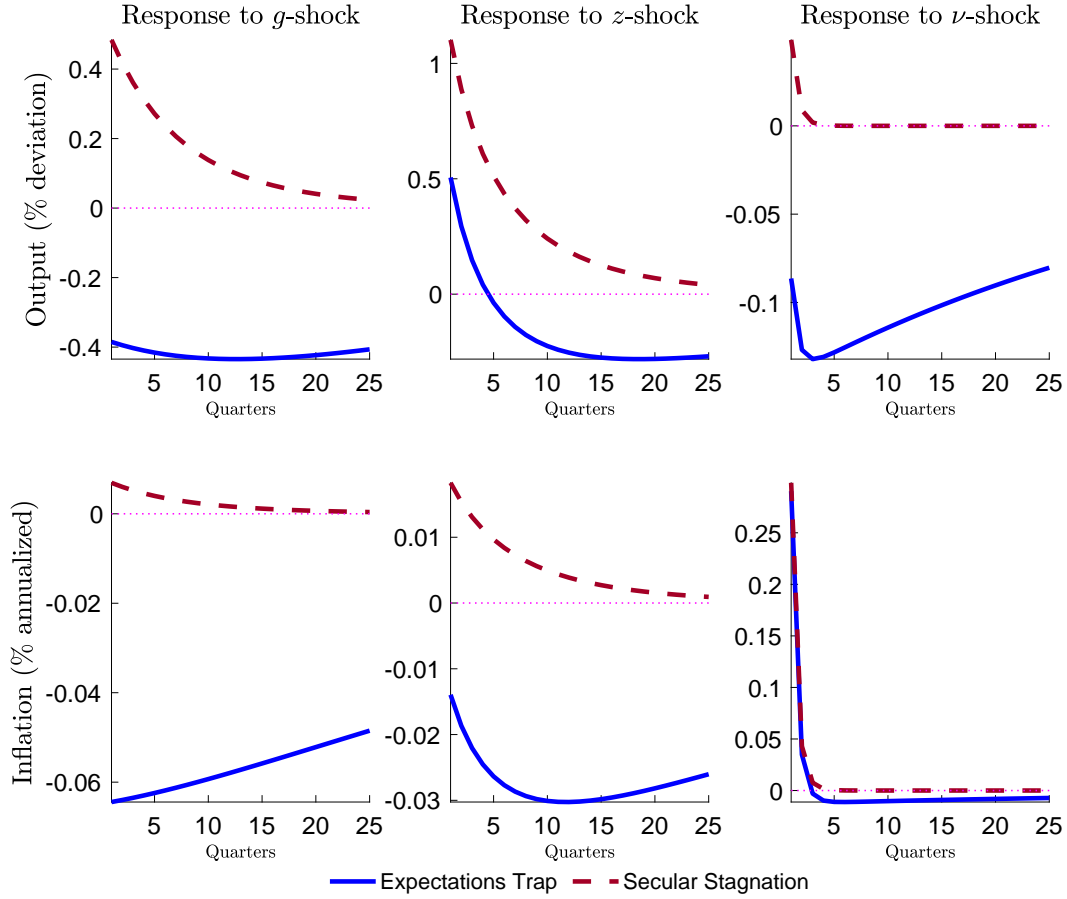 Response to g-shock
Response to z-shock
Response to ν-shock
Output (% deviation)
0.4
0.2
0
-0.2
-0.4
5 10 15 20 25
Quarters
1
0.5
0
5 10 15 20 25
Quarters
0
-0.05
-0.1
5 10 15 20 25
Quarters
Inflation (% annualized)
0
-0.02
-0.04
-0.06
5 10 15 20 25
Quarters
0.01
0
-0.01
-0.02
-0.03
5 10 15 20 25
Quarters
0.25
0.2
0.15
0.1
0.05
0
5 10 15 20 25
Quarters
Expectations Trap
Secular Stagnation